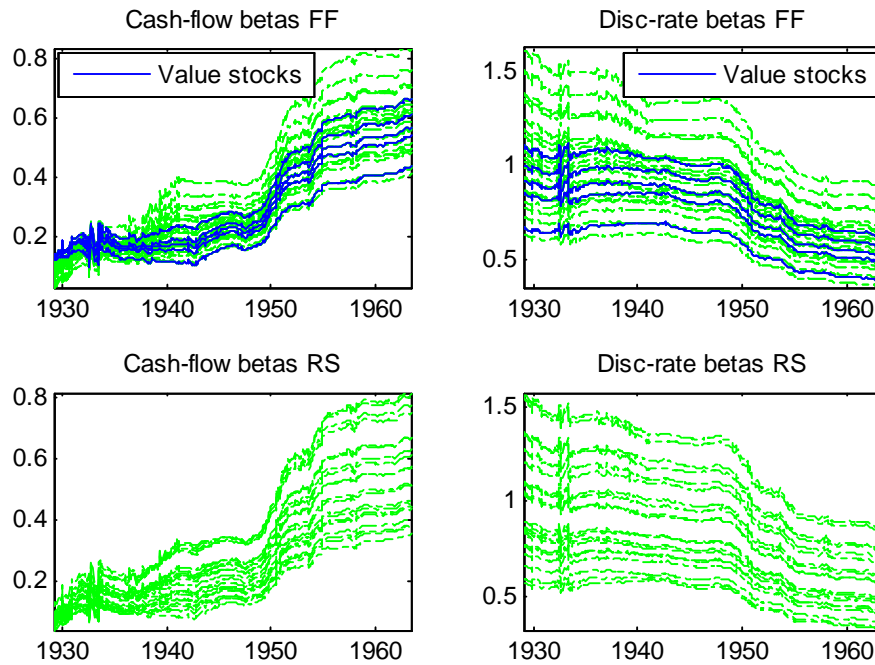 Cash-flow betas FF
0.8
0.6
0.4
0.2
Value stocks
1930 1940 1950 1960
Disc-rate betas FF
1.5
1
0.5
Value stocks
1930 1940 1950 1960
Cash-flow betas RS
0.8
0.6
0.4
0.2
1930 1940 1950 1960
Disc-rate betas RS
1.5
1
0.5
1930 1940 1950 1960